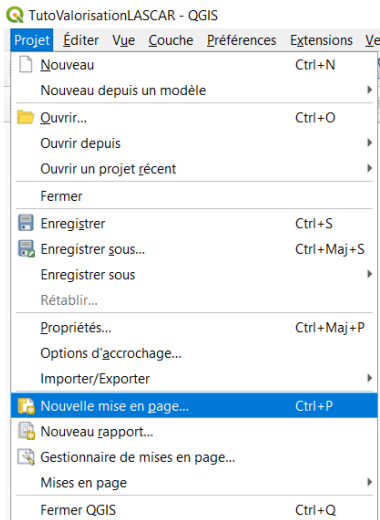 TutoValorisationLASCAR - QGIS
Projet Éditer Vue Couche Préférences Extensions Ve
Nouveau Ctrl+N
Nouveau depuis un modèle
Ouvrir... Ctrl+O
Ouvrir depuis
Ouvrir un projet récent
Fermer
Enregistrer Ctrl+S
Enregistrer sous... Ctrl+Maj+S
Enregistrer sous
Rétablir...
Propriétés... Ctrl+Maj+P
Options d'accrochage...
Importer/Exporter
Nouvelle mise en page... Ctrl+P
Nouveau rapport...
Gestionnaire de mises en page...
Mises en page
Fermer QGIS Ctrl+Q